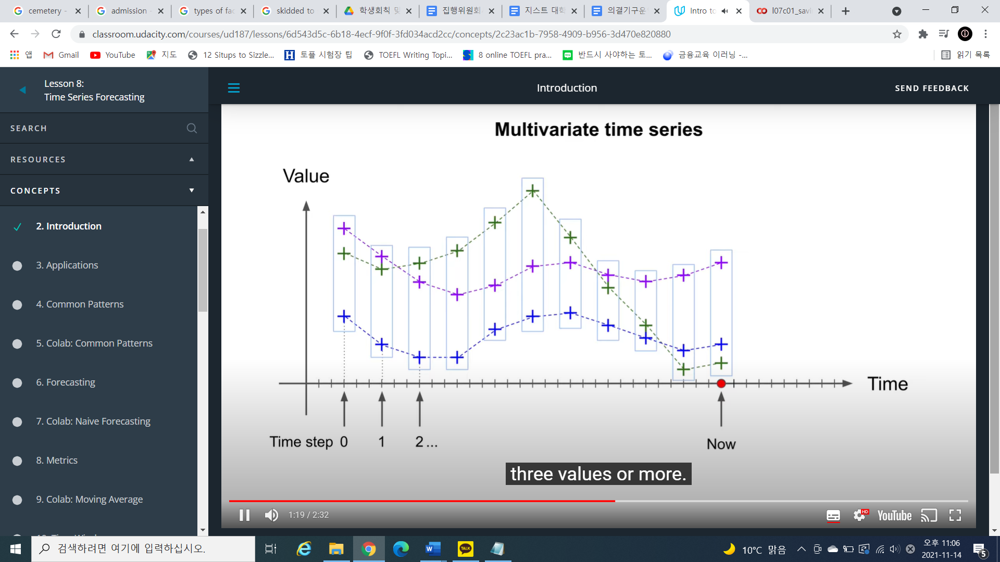 cemetery -
admission -
types of fac
skidded to
학생회칙 및
집행위원회
지스트 대학
의결기구운
Intro to
l07c01_savi
classroom.udacity.com/courses/ud187/lessons/6d543d5c-6b18-4ecf-9f0f-3fd034acd2cc/concepts/2c23ac1b-7958-4909-b956-3d470e820880
앱
Gmail
YouTube
지도
12 Situps to Sizzle...
토플 시험장 팁
TOEFL Writing Topi...
8 online TOEFL pra...
반드시 사야하는 토...
금융교육 이러닝 -...
읽기 목록
Lesson 8:
Time Series Forecasting
Introduction
SEND FEEDBACK
SEARCH
RESOURCES
CONCEPTS
2. Introduction
3. Applications
4. Common Patterns
5. Colab: Common Patterns
6. Forecasting
7. Colab: Naive Forecasting
8. Metrics
9. Colab: Moving Average
Multivariate time series
Value
Time
Time step 0 1 2 ...
Now
three values or more.
1:19 / 2:32
HD
YouTube
검색하려면 여기에 입력하십시오.
TALK
10°C 맑음
오후 11:06
2021-11-14
5